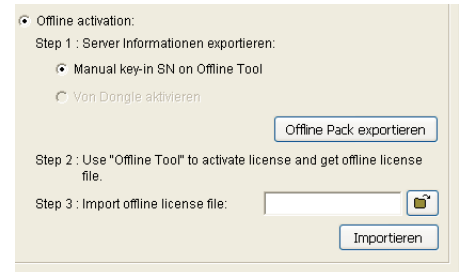 Offline activation:
Step 1 : Server Informationen exportieren:
Manual key-in SN on Offline Tool
Von Dongle aktivieren
Offline Pack exportieren
Step 2 : Use "Offline Tool" to activate license and get offline license
file.
Step 3 : Import offline license file:
Importieren